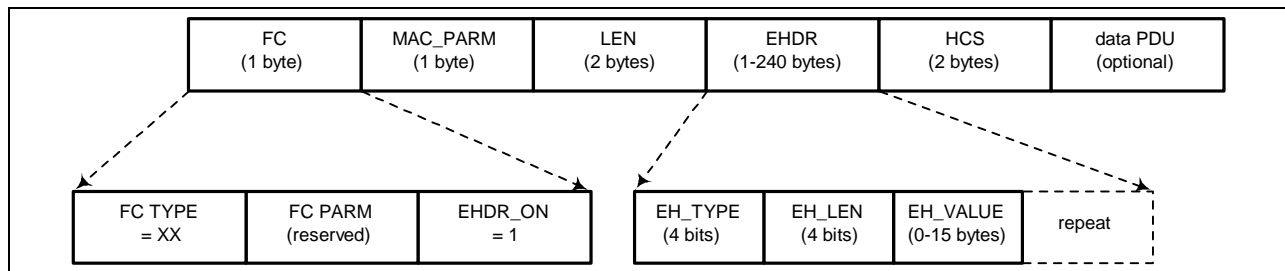 FC MAC_PARM LEN EHDR HCS data PDU
(1 byte) (1 byte) (2 bytes) (1-240 bytes) (2 bytes) (optional)
FC TYPE FC PARM EHDR_ON EH_TYPE EH_LEN EH_VALUE repeat
= XX (reserved) = 1 (4 bits) (4 bits) (0-15 bytes)